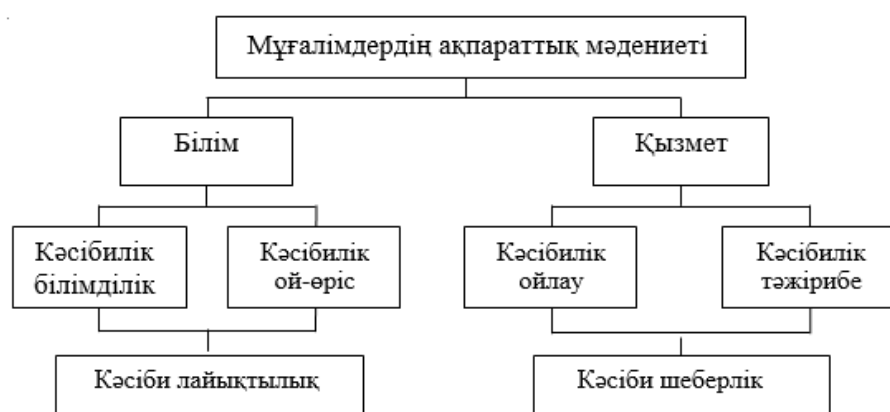 Мұғалімдердің ақпараттық мәдениеті
Білім
Қызмет
Кәсібилік
білімділік
Кәсібилік
ой-өріс
Кәсібилік
ойлау
Кәсібилік
тәжірибе
Кәсіби лайықтылық
Кәсіби шеберлік